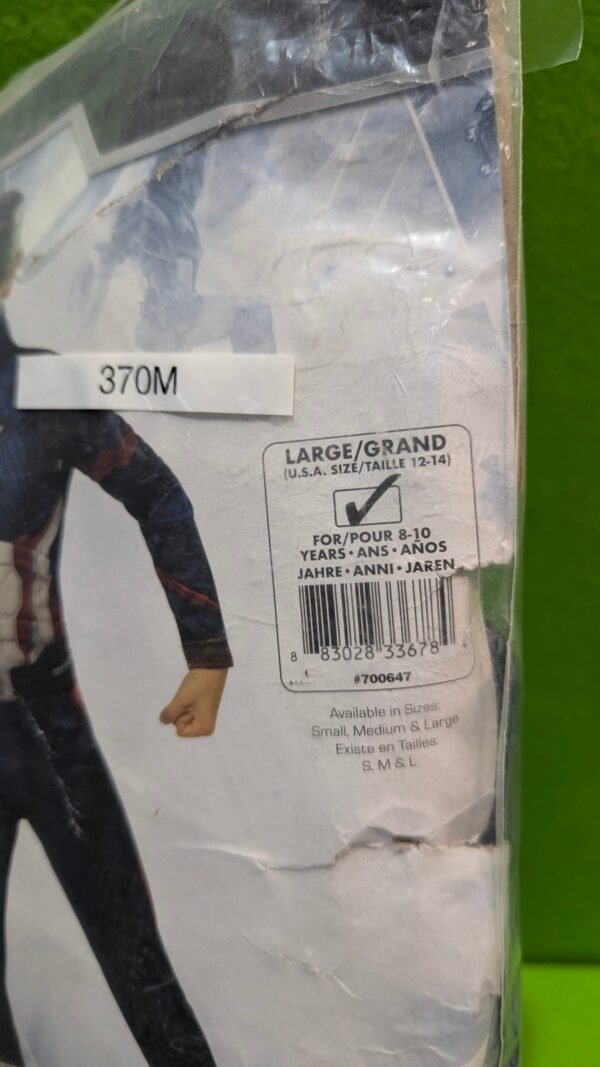 370M
LARGE/GRAND
(U.S.A. SIZE/TAILLE 12-14)
FOR/POUR 8-10
YEARS • ANS • AÑOS
JAHRE • ANNI • JAREN
8 83028 33678 4
#700647
Available in Sizes:
Small, Medium & Large
Existe en Tailles:
S, M & L